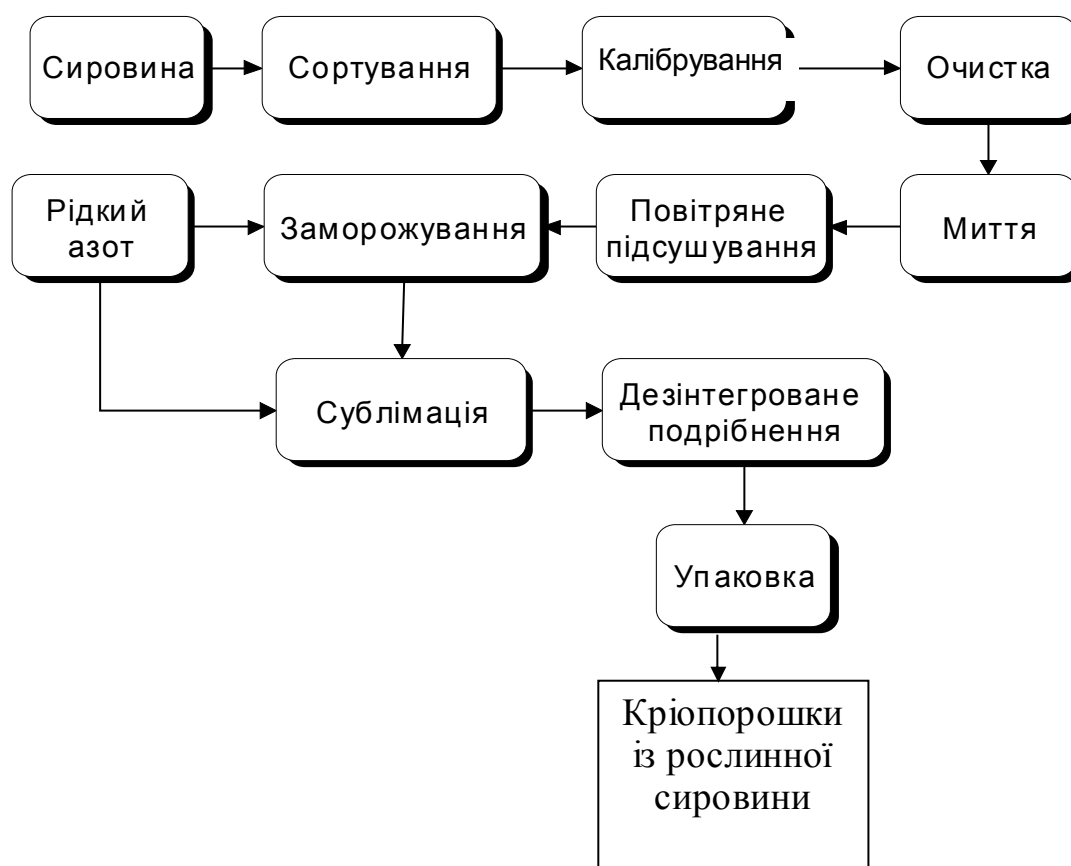 Сировина
Сортування
Калібрування
Очистка
Рідкий
азот
Заморожування
Повітряне
підсушування
Миття
Сублімація
Дезінтегроване
подрібнення
Упаковка
Кріопорошки
із рослинної
сировини